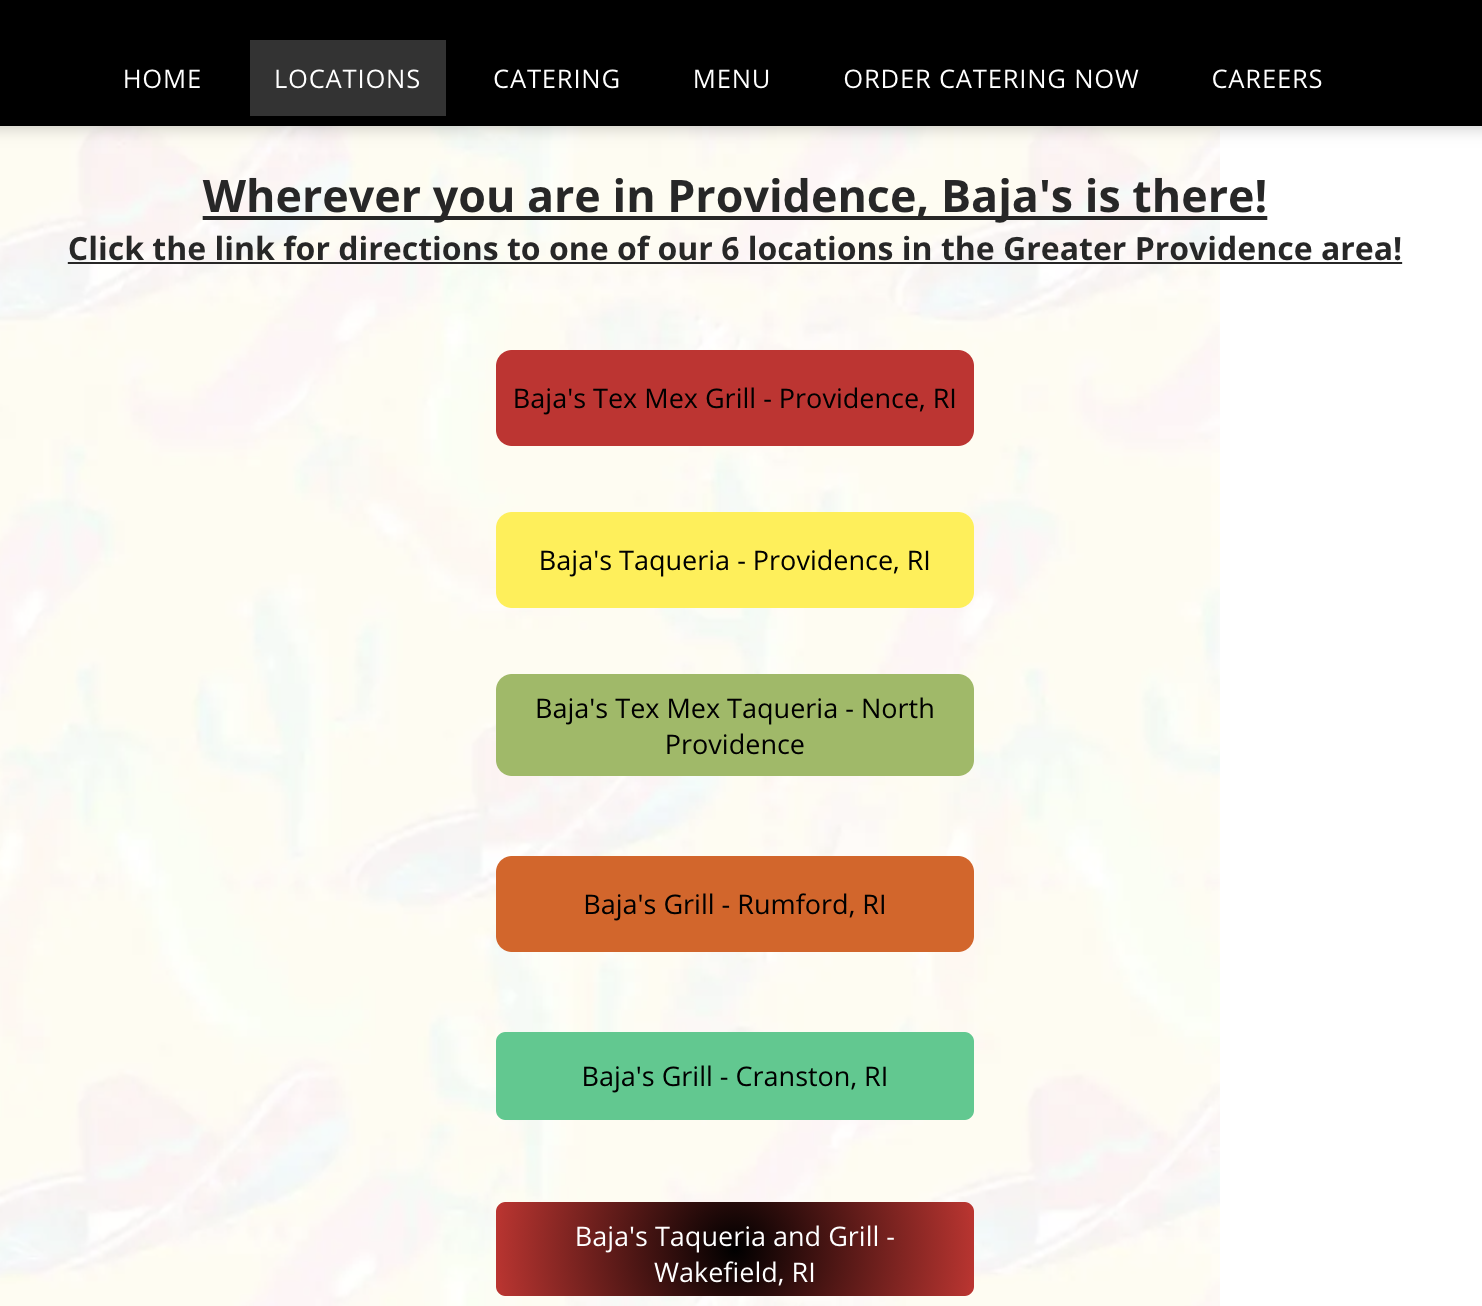 HOME LOCATIONS CATERING MENU ORDER CATERING NOW CAREERS
Wherever you are in Providence, Baja's is there!
Click the link for directions to one of our 6 locations in the Greater Providence area!
Baja's Tex Mex Grill - Providence, RI
Baja's Taqueria - Providence, RI
Baja's Tex Mex Taqueria - North
Providence
Baja's Grill - Rumford, RI
Baja's Grill - Cranston, RI
Baja's Taqueria and Grill -
Wakefield, RI